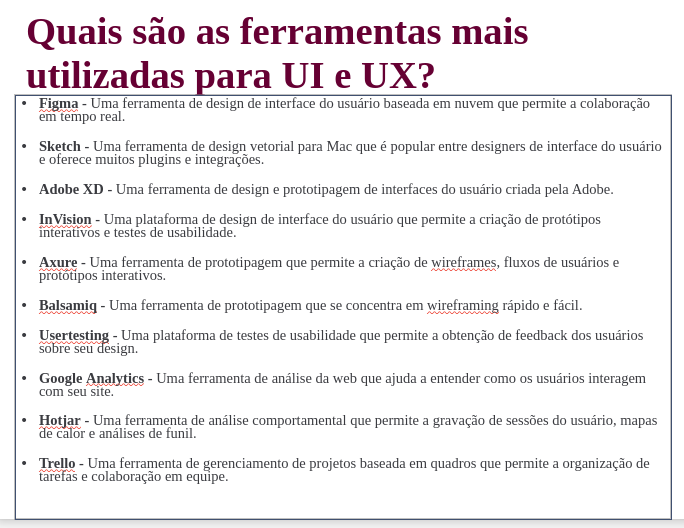 Quais são as ferramentas mais
utilizadas para UI e UX?
• Figma - Uma ferramenta de design de interface do usuário baseada em nuvem que permite a colaboração
em tempo real.
• Sketch - Uma ferramenta de design vetorial para Mac que é popular entre designers de interface do usuário
e oferece muitos plugins e integrações.
• Adobe XD - Uma ferramenta de design e prototipagem de interfaces do usuário criada pela Adobe.
• InVision - Uma plataforma de design de interface do usuário que permite a criação de protótipos
interativos e testes de usabilidade.
• Axure - Uma ferramenta de prototipagem que permite a criação de wireframes, fluxos de usuários e
protótipos interativos.
• Balsamiq - Uma ferramenta de prototipagem que se concentra em wireframing rápido e fácil.
• Usertesting - Uma plataforma de testes de usabilidade que permite a obtenção de feedback dos usuários
sobre seu design.
• Google Analytics - Uma ferramenta de análise da web que ajuda a entender como os usuários interagem
com seu site.
• Hotjar - Uma ferramenta de análise comportamental que permite a gravação de sessões do usuário, mapas
de calor e análises de funil.
• Trello - Uma ferramenta de gerenciamento de projetos baseada em quadros que permite a organização de
tarefas e colaboração em equipe.